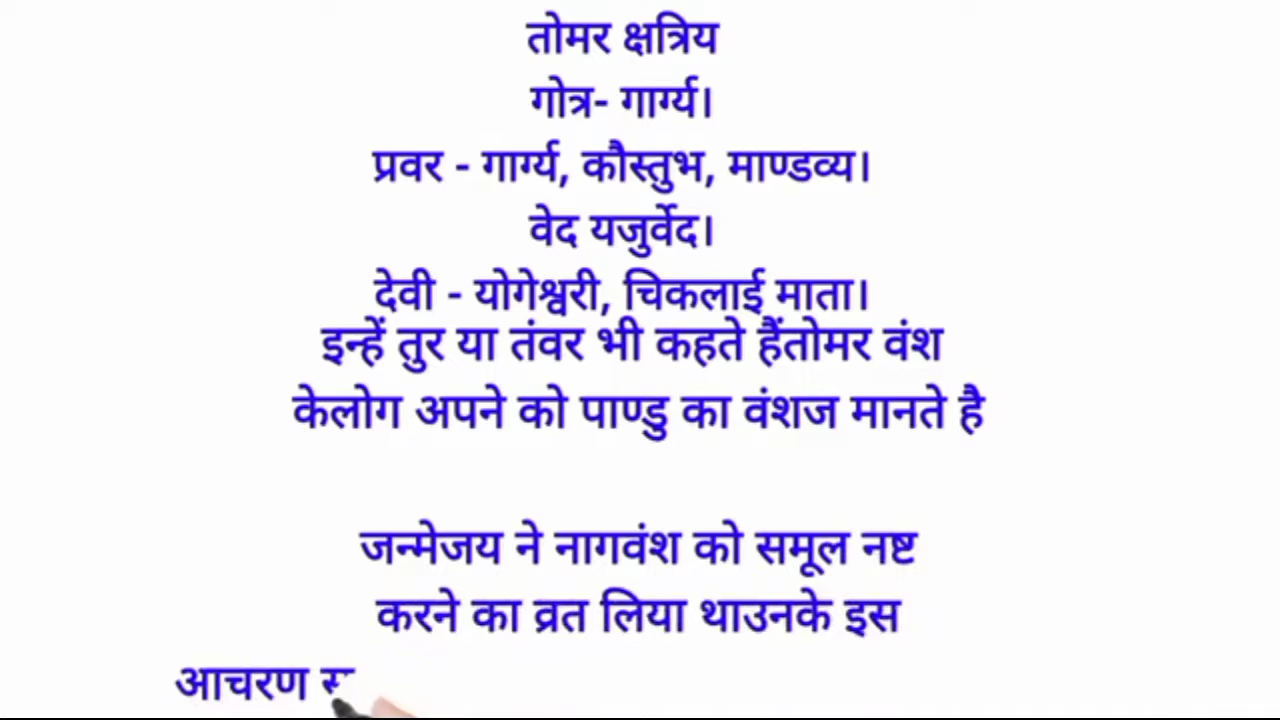 तोमर क्षत्रिय
गोत्र- गार्ग्य।
प्रवर - गार्ग्य, कौस्तुभ, माण्डव्य।
वेद यजुर्वेद।
देवी - योगेश्वरी, चिकलाई माता।
इन्हें तुर या तंवर भी कहते हैंतोमर वंश
केलोग अपने को पाण्डु का वंशज मानते है
जन्मेजय ने नागवंश को समूल नष्ट
करने का व्रत लिया थाउनके इस
आचरण